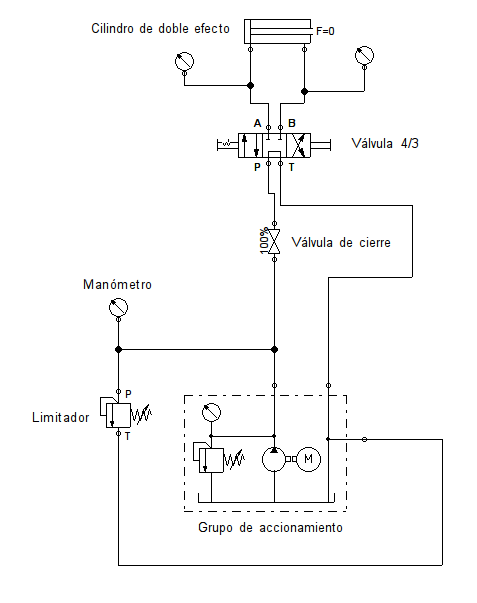 Cilindro de doble efecto
F=0
A
B
Válvula 4/3
P
T
100%
Válvula de cierre
Manómetro
P
Limitador
T
M
Grupo de accionamiento